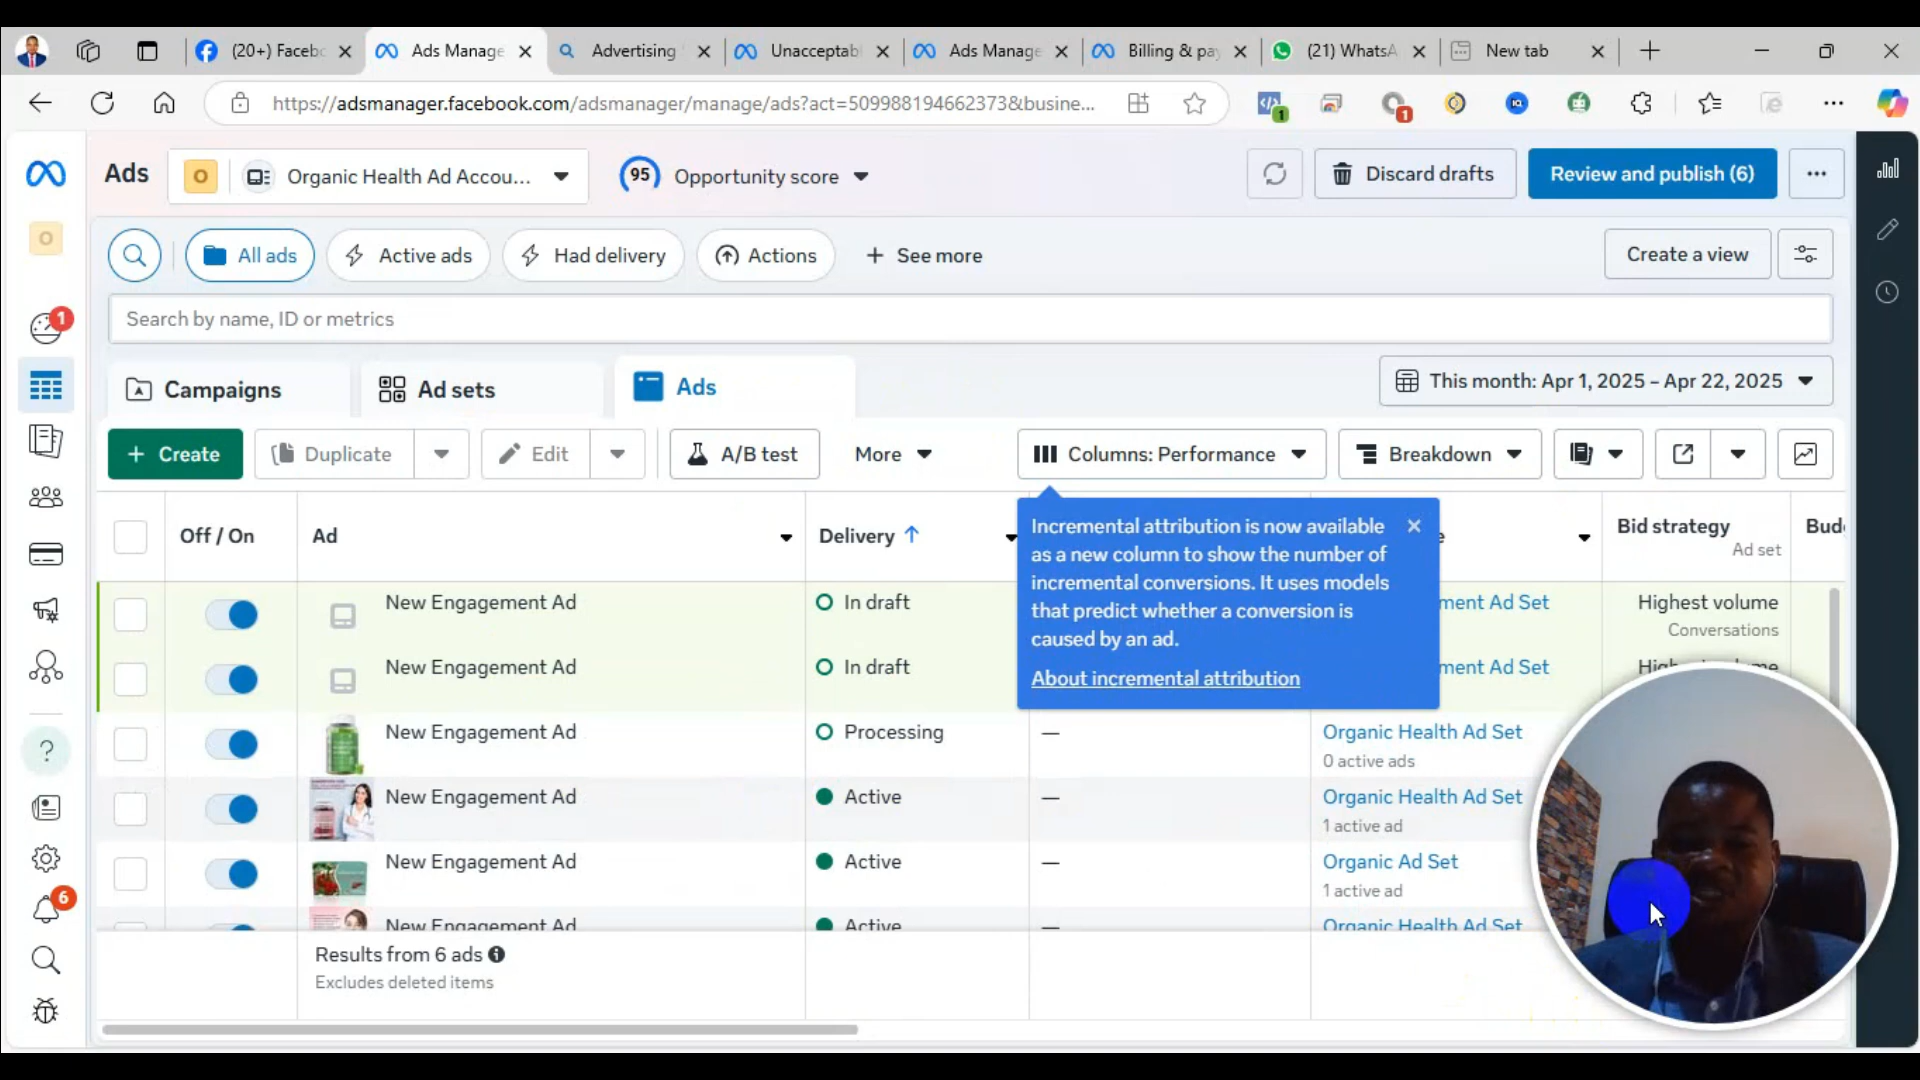 (20+) Facebo
Ads Manage
Advertising
Unacceptab
Ads Manage
Billing & pay
(21) WhatsA
New tab
https://adsmanager.facebook.com/adsmanager/manage/ads?act=509988194662373&busine...
1
1
Ads
O
Organic Health Ad Accou...
95
Opportunity score
Discard drafts
Review and publish (6)
O
All ads
Active ads
Had delivery
Actions
+ See more
Create a view
Search by name, ID or metrics
1
Campaigns
Ad sets
Ads
This month: Apr 1, 2025 – Apr 22, 2025
+ Create
Duplicate
Edit
A/B test
More
Columns: Performance
Breakdown
Off / On
Ad
Delivery ↑
e
Bid strategy
Ad set
Bud
Incremental attribution is now available
as a new column to show the number of
incremental conversions. It uses models
that predict whether a conversion is
caused by an ad.
About incremental attribution
New Engagement Ad
In draft
ment Ad Set
Highest volume
Conversations
New Engagement Ad
In draft
ment Ad Set
New Engagement Ad
Processing
—
Organic Health Ad Set
0 active ads
New Engagement Ad
Active
—
Organic Health Ad Set
1 active ad
New Engagement Ad
Active
—
Organic Ad Set
1 active ad
New Engagement Ad
Active
—
Organic Health Ad Set
6
Results from 6 ads
Excludes deleted items